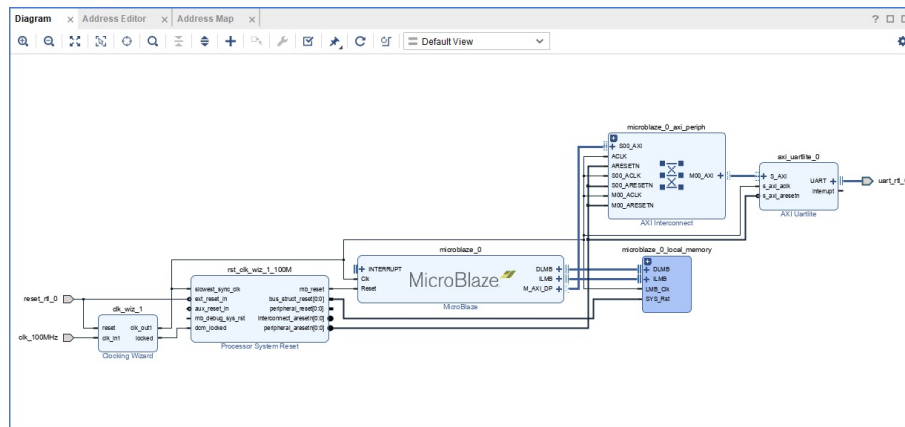 Diagram × Address Editor × Address Map ×
Default View
microblaze_0_axi_periph
S00_AXI
ACLK
ARESETN
S00_ACLK
S00_ARESETN
M00_ACLK
M00_ARESETN
M00_AXI
AXI Interconnect
axi_uartlite_0
S_AXI
s_axi_aclk
s_axi_aresetn
UART
Interrupt
AXI Uartlite
microblaze_0
INTERRUPT
Clk
Reset
MicroBlaze
DLMB
ILMB
M_AXI_DP
MicroBlaze
microblaze_0_local_memory
DLMB
ILMB
LMB_Clk
SYS_Rst
rst_clk_wiz_1_100M
slowest_sync_clk
ext_reset_in
aux_reset_in
mb_debug_sys_rst
dcm_locked
mb_reset
bus_struct_reset[0:0]
peripheral_reset[0:0]
interconnect_aresetn[0:0]
peripheral_aresetn[0:0]
Processor System Reset
reset_rtl_0
clk_100MHz
clk_wiz_1
reset
clk_in1
clk_out1
locked
Clocking Wizard